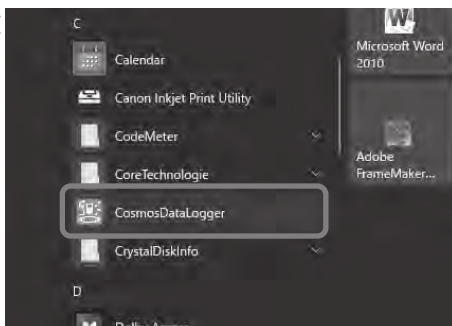 C
Calendar
Canon Inkjet Print Utility
CodeMeter
CoreTechnologie
CosmosDataLogger
CrystalDiskInfo
D
Microsoft Word
2010
Adobe
FrameMaker...